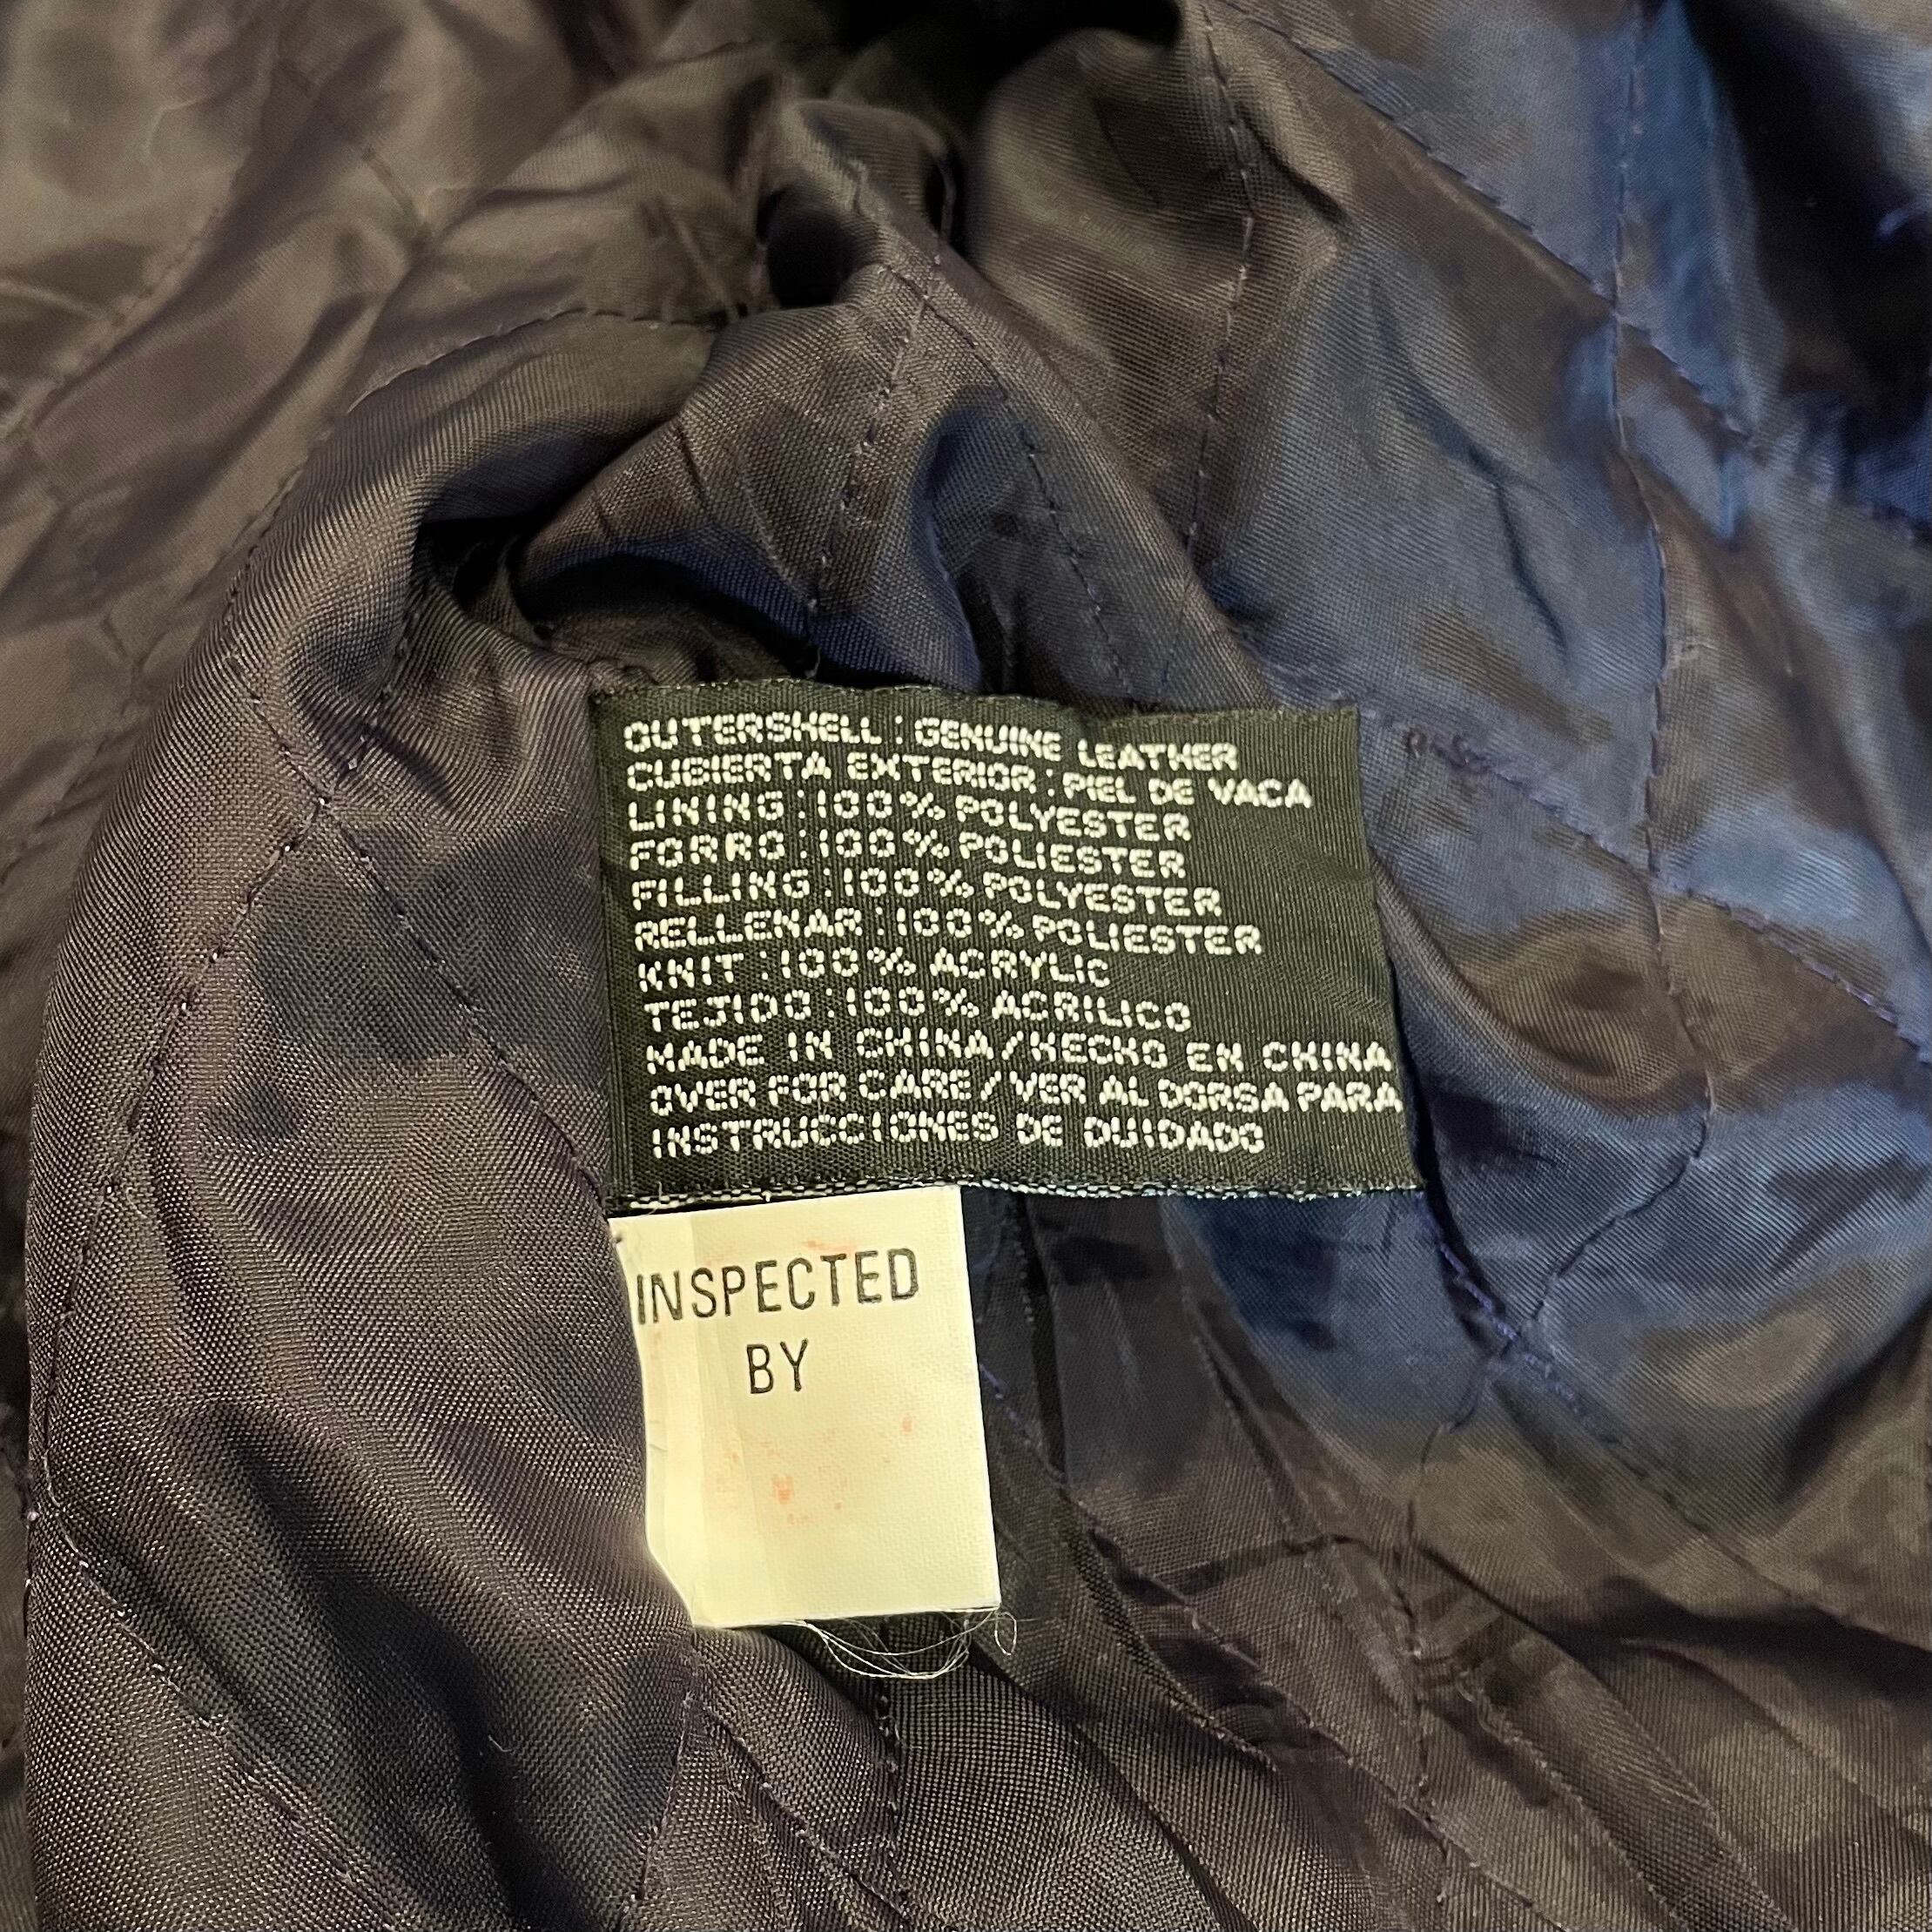 OUTERSHELL : GENUINE LEATHER
CUBIERTA EXTERIOR : PIEL DE VACA
LINING : 100% POLYESTER
FORRO : 100% POLIESTER
FILLING : 100% POLYESTER
RELLENAR : 100% POLIESTER
KNIT : 100% ACRYLIC
TEJIDO : 100% ACRILICO
MADE IN CHINA/HECHO EN CHINA
OVER FOR CARE/VER AL DORSA PARA
INSTRUCCIONES DE DUIDADO
INSPECTED
BY